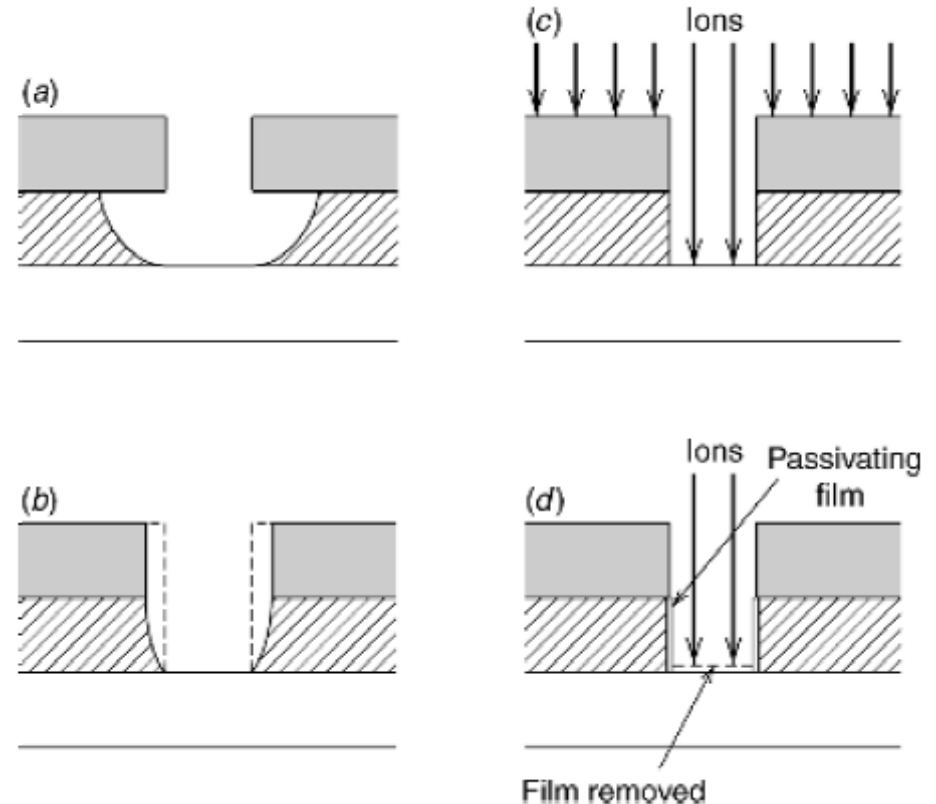 (a)
(c)
Ions
(b)
(d)
Ions
Passivating
film
Film removed